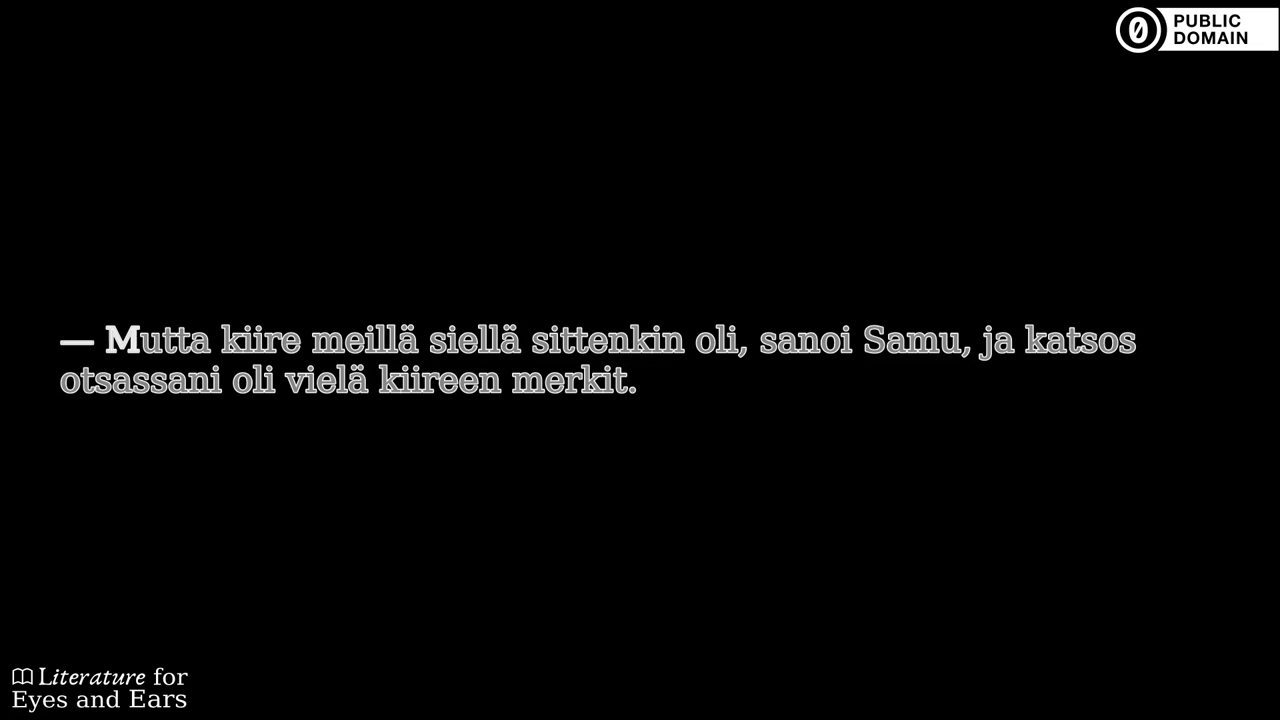 PUBLIC
DOMAIN
— Mutta kiire meillä siellä sittenkin oli, sanoi Samu, ja katsos
otsassani oli vielä kiireen merkit.
Literature for
Eyes and Ears